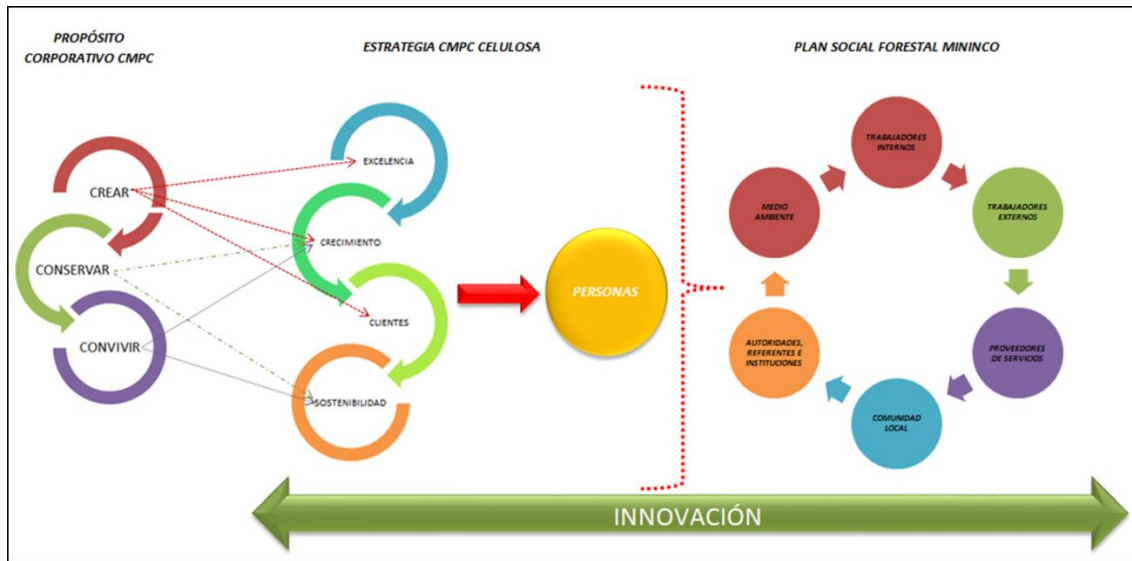 PROPÓSITO
CORPORATIVO CMPC
ESTRATEGIA CMPC CELULOSA
PLAN SOCIAL FORESTAL MININCO
CREAR
CONSERVAR
CONVIVIR
EXCELENCIA
CRECIMIENTO
CLIENTES
SOSTENIBILIDAD
PERSONAS
TRABAJADORES
INTERNOS
TRABAJADORES
EXTERNOS
PROVEEDORES
DE SERVICIOS
COMUNIDAD
LOCAL
AUTORIDADES,
REFERENTES E
INSTITUCIONES
MEDIO
AMBIENTE
INNOVACIÓN